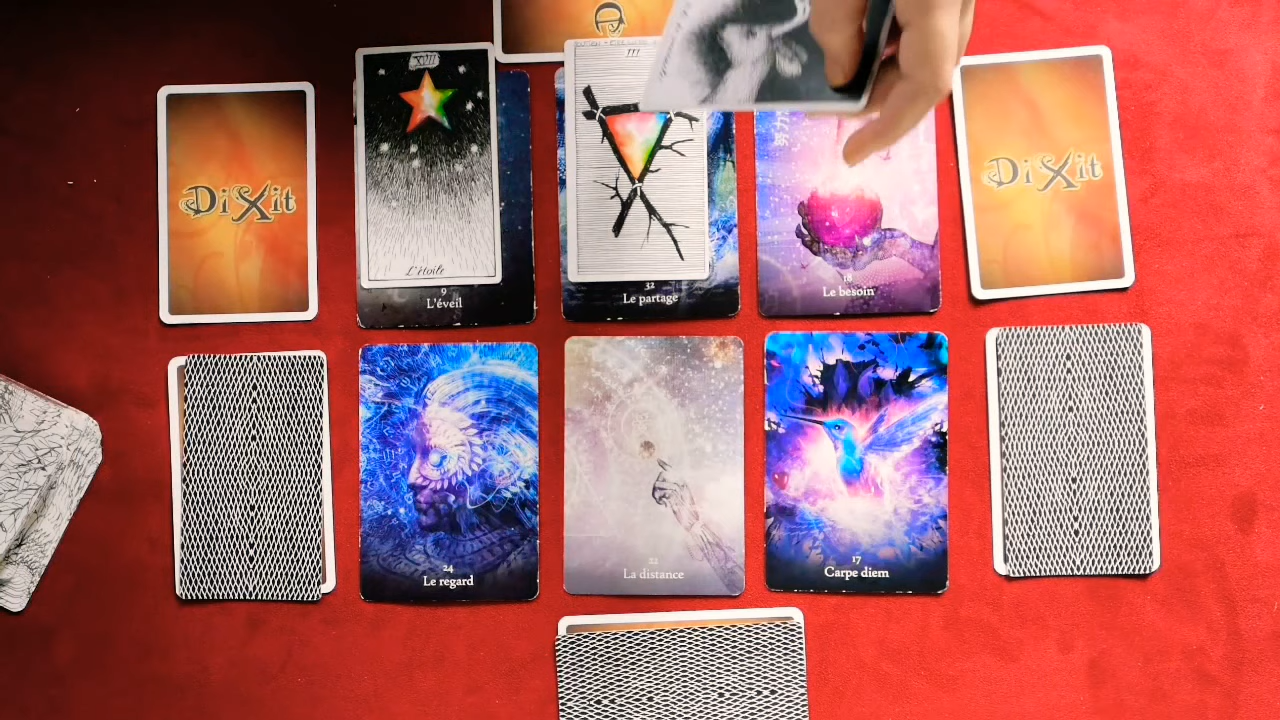 XVII
III
DiXit
DiXit
L'étoile
9
L'éveil
32
Le partage
18
Le besoin
24
Le regard
22
La distance
17
Carpe diem